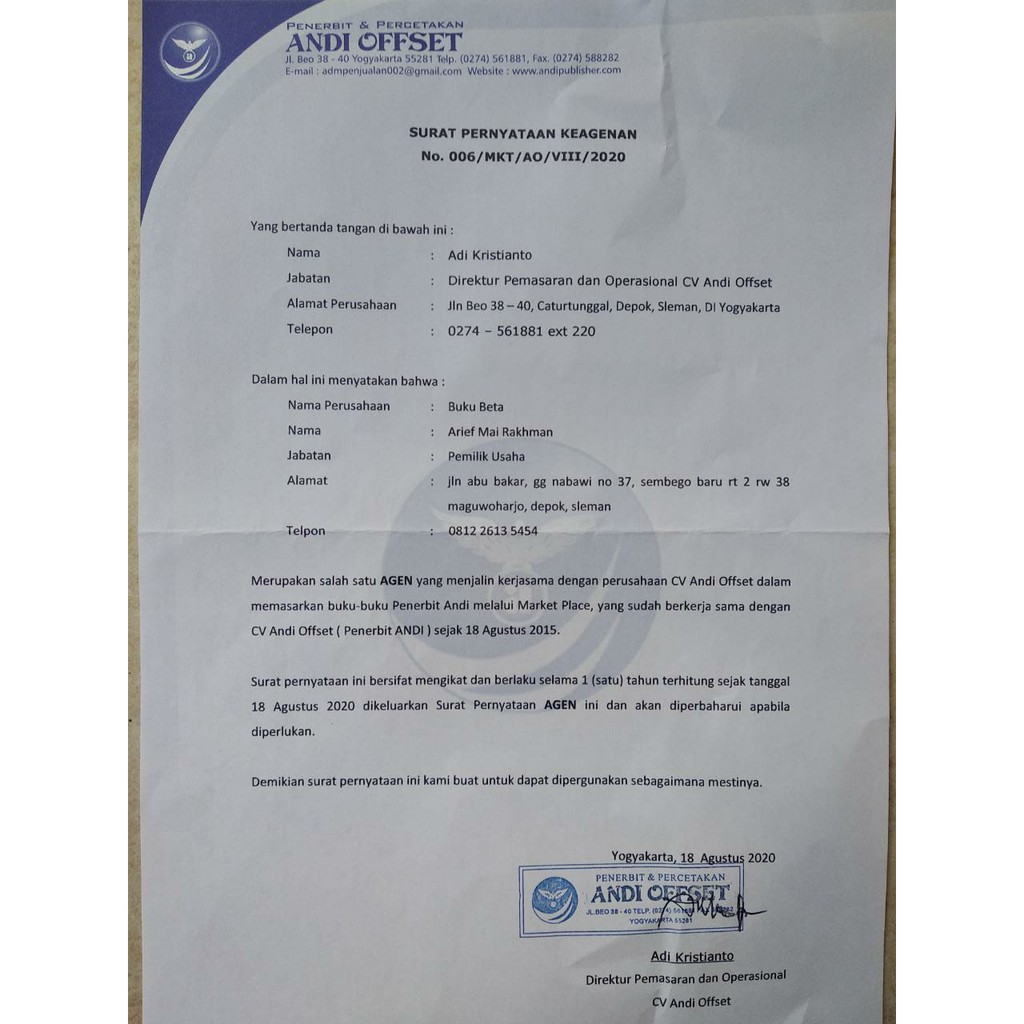 PENERBIT & PERCETAKAN
ANDI OFFSET
Jl. Beo 38 - 40 Yogyakarta 55281 Telp. (0274) 561881, Fax. (0274) 588282
E-mail : admpenjualan002@gmail.com Website : www.andipublisher.com
SURAT PERNYATAAN KEAGENAN
No. 006/MKT/AO/VIII/2020
Yang bertanda tangan di bawah ini :
Nama : Adi Kristianto
Jabatan : Direktur Pemasaran dan Operasional CV Andi Offset
Alamat Perusahaan : Jln Beo 38 – 40, Caturtunggal, Depok, Sleman, DI Yogyakarta
Telepon : 0274 – 561881 ext 220
Dalam hal ini menyatakan bahwa :
Nama Perusahaan : Buku Beta
Nama : Arief Mai Rakhman
Jabatan : Pemilik Usaha
Alamat : jln abu bakar, gg nabawi no 37, sembego baru rt 2 rw 38
maguwoharjo, depok, sleman
Telpon : 0812 2613 5454
Merupakan salah satu AGEN yang menjalin kerjasama dengan perusahaan CV Andi Offset dalam
memasarkan buku-buku Penerbit Andi melalui Market Place, yang sudah berkerja sama dengan
CV Andi Offset ( Penerbit ANDI ) sejak 18 Agustus 2015.
Surat pernyataan ini bersifat mengikat dan berlaku selama 1 (satu) tahun terhitung sejak tanggal
18 Agustus 2020 dikeluarkan Surat Pernyataan AGEN ini dan akan diperbaharui apabila
diperlukan.
Demikian surat pernyataan ini kami buat untuk dapat dipergunakan sebagaimana mestinya.
Yogyakarta, 18 Agustus 2020
PENERBIT & PERCETAKAN
ANDI OFFSET
JL.BEO 38 - 40 TELP. (0274)
YOGYAKARTA 55281
Adi Kristianto
Direktur Pemasaran dan Operasional
CV Andi Offset